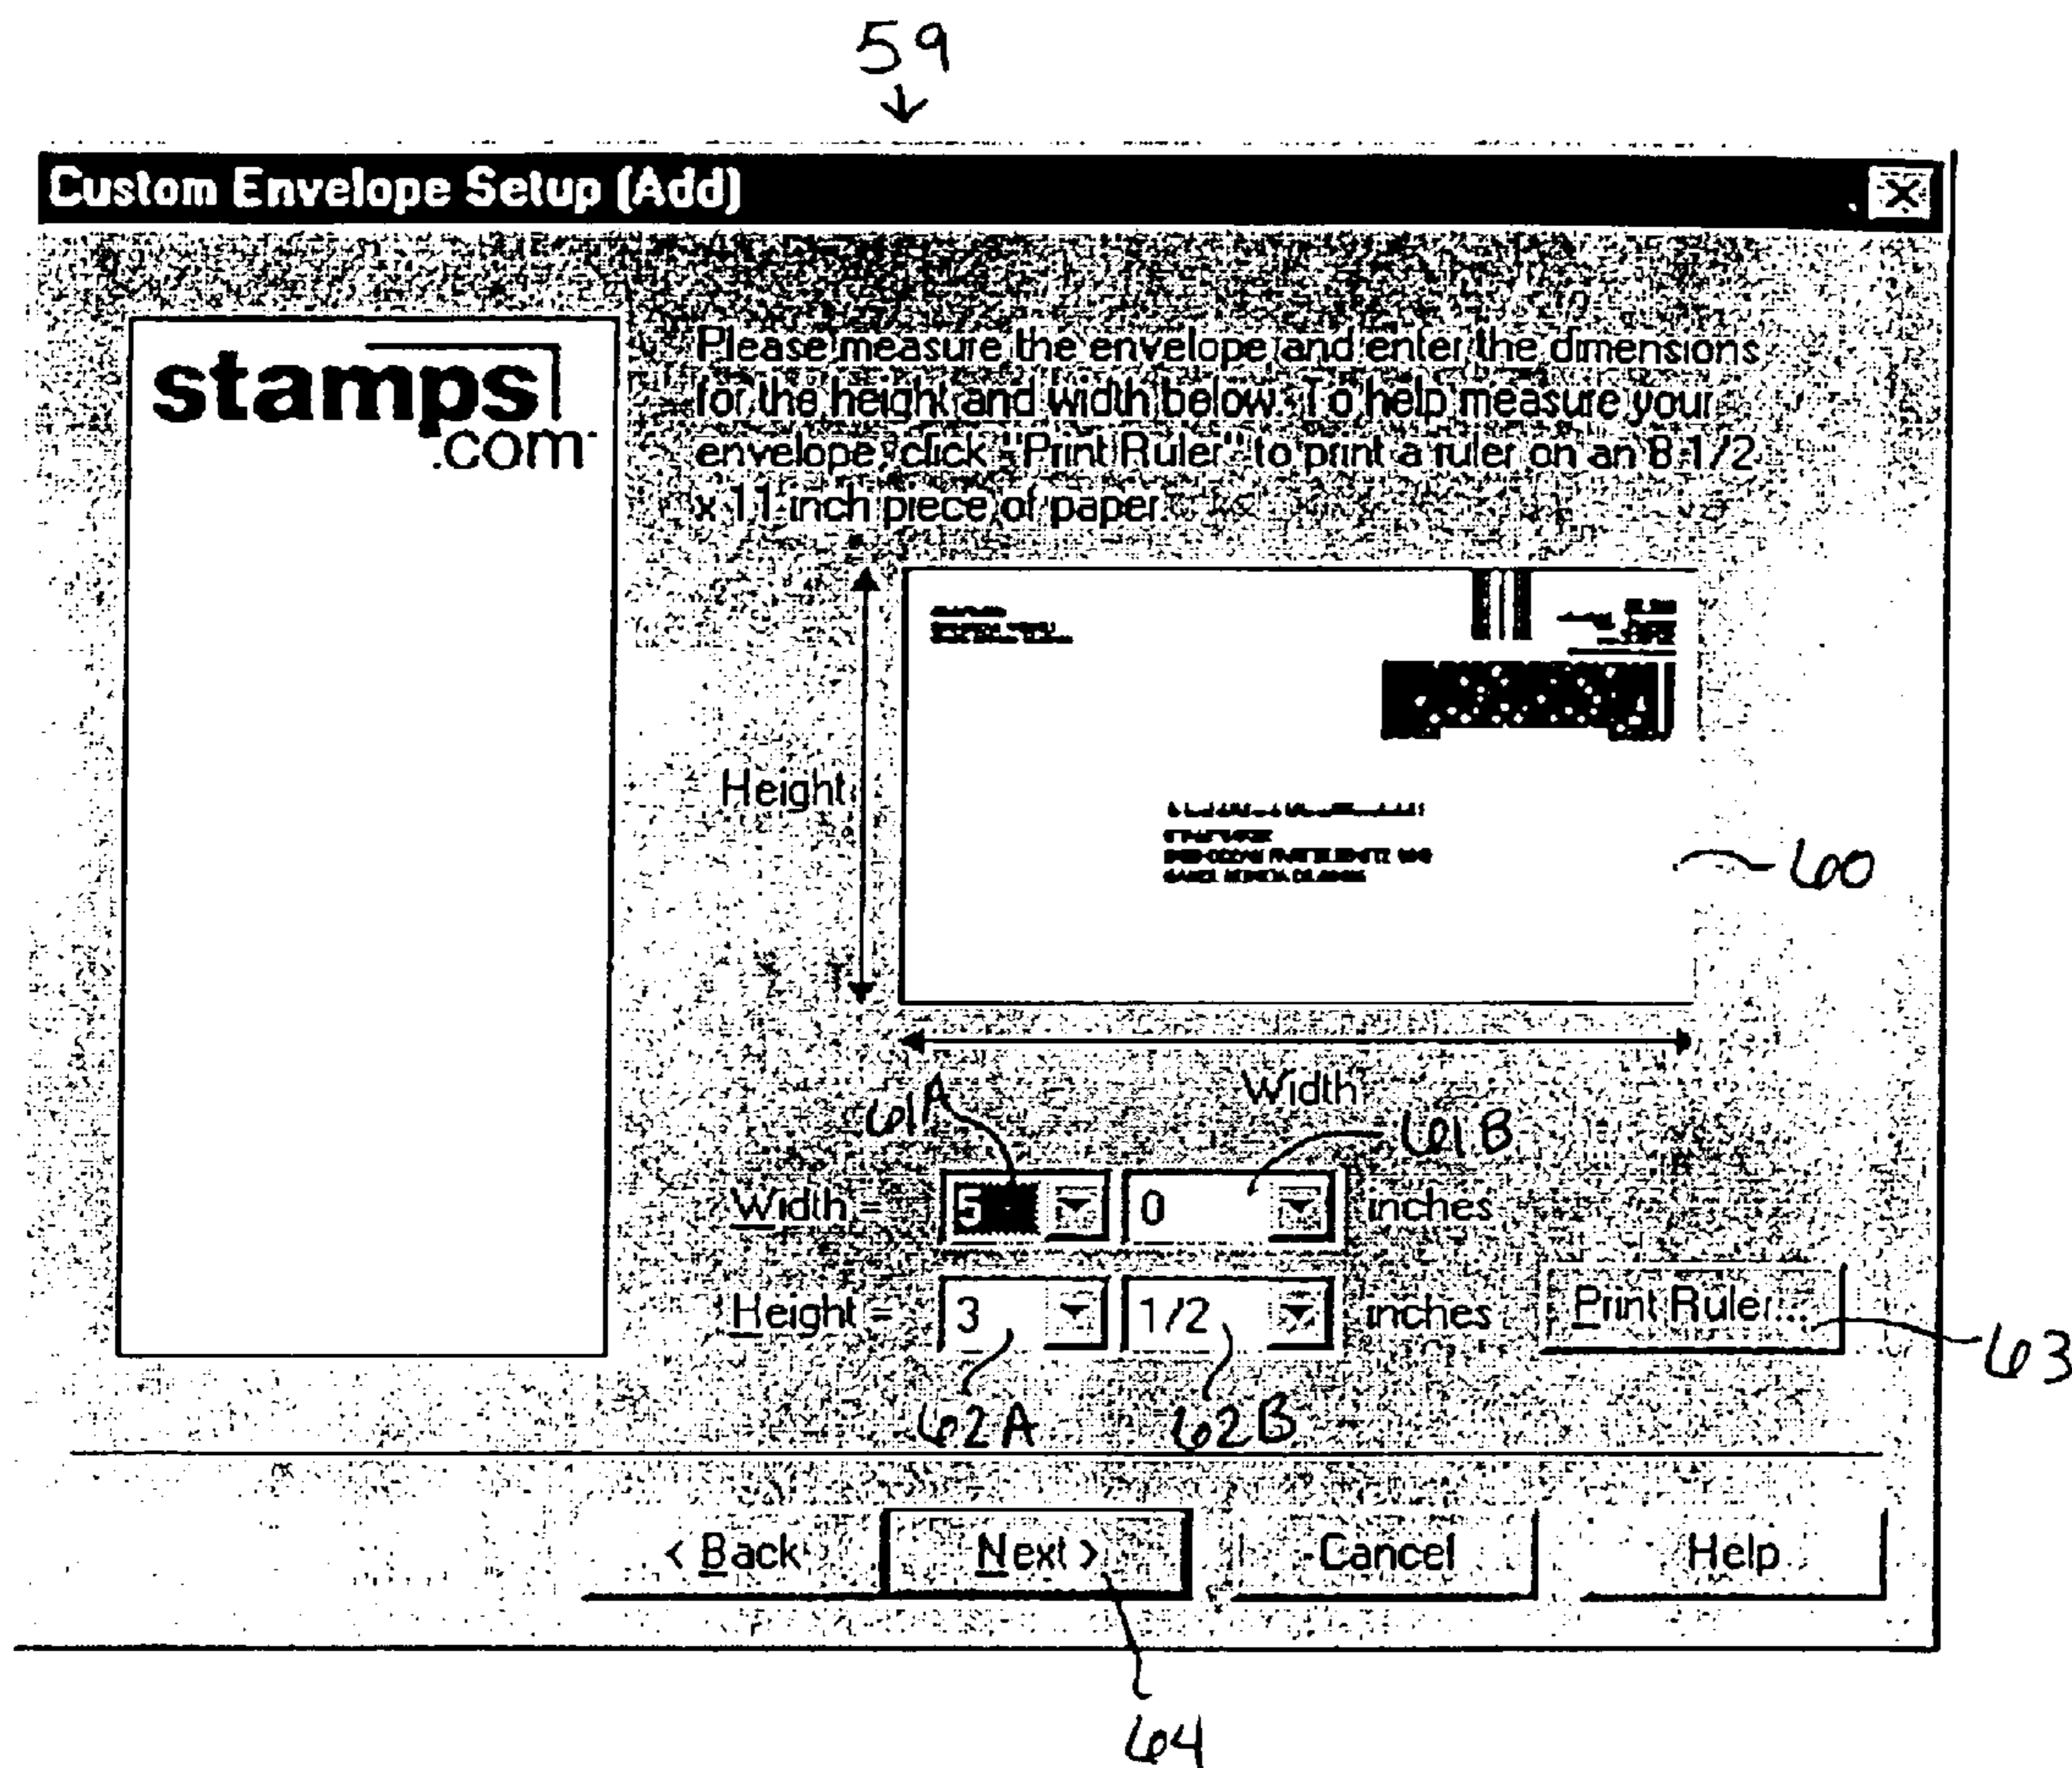 59
Custom Envelope Setup (Add)
stamps
.com
Please measure the envelope and enter the dimensions
for the height and width below. To help measure your
envelope, click "Print Ruler" to print a ruler on an 8-1/2
x 11 inch piece of paper.
Height
60
Width
61A
61B
Width = 5 0 inches
Height = 3 1/2 inches Print Ruler...
63
62A 62B
< Back Next > Cancel Help
64